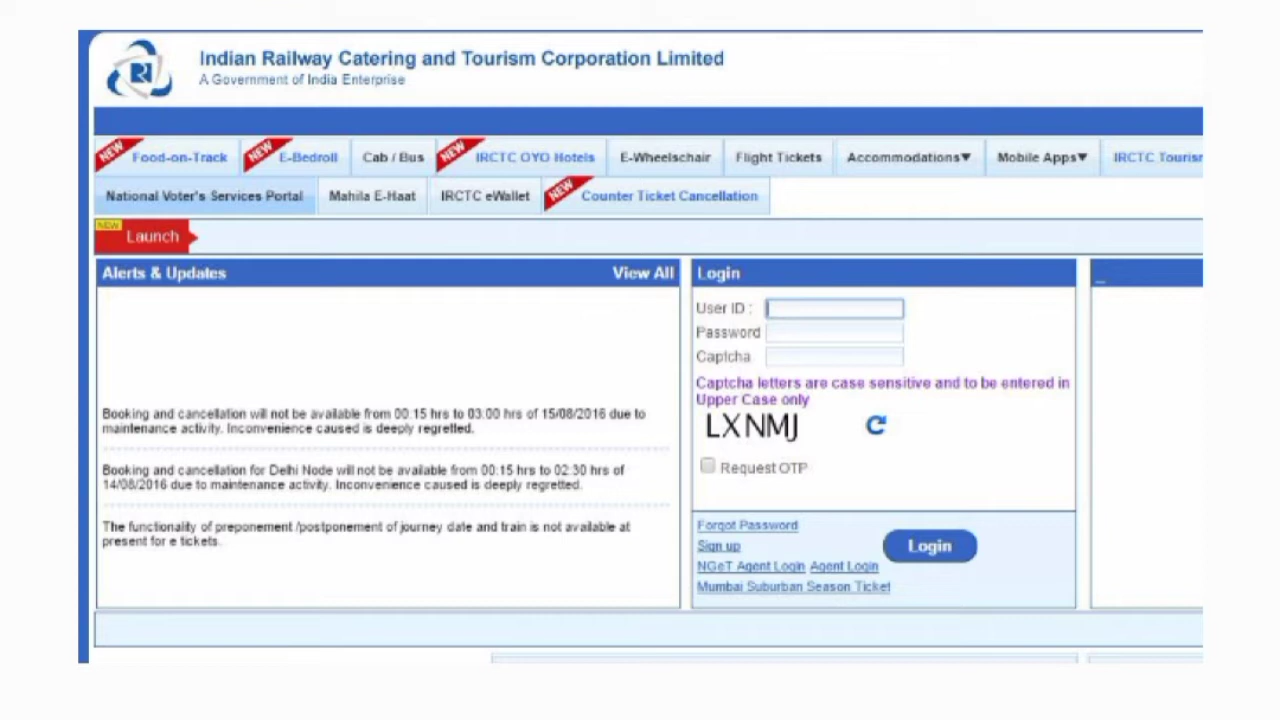 Indian Railway Catering and Tourism Corporation Limited
A Government of India Enterprise
NEW Food-on-Track NEW E-Bedroll Cab / Bus NEW IRCTC OYO Hotels E-Wheelschair Flight Tickets Accommodations▼ Mobile Apps▼ IRCTC Tourisr
National Voter's Services Portal Mahila E-Haat IRCTC eWallet NEW Counter Ticket Cancellation
NEW
Launch
Alerts & Updates View All
Booking and cancellation will not be available from 00:15 hrs to 03:00 hrs of 15/08/2016 due to
maintenance activity. Inconvenience caused is deeply regretted.
Booking and cancellation for Delhi Node will not be available from 00:15 hrs to 02:30 hrs of
14/08/2016 due to maintenance activity. Inconvenience caused is deeply regretted.
The functionality of preponement /postponement of journey date and train is not available at
present for e tickets.
Login
User ID :
Password
Captcha
Captcha letters are case sensitive and to be entered in
Upper Case only
LXNMJ
Request OTP
Forgot Password
Sign up
Login
NGeT Agent Login Agent Login
Mumbai Suburban Season Ticket